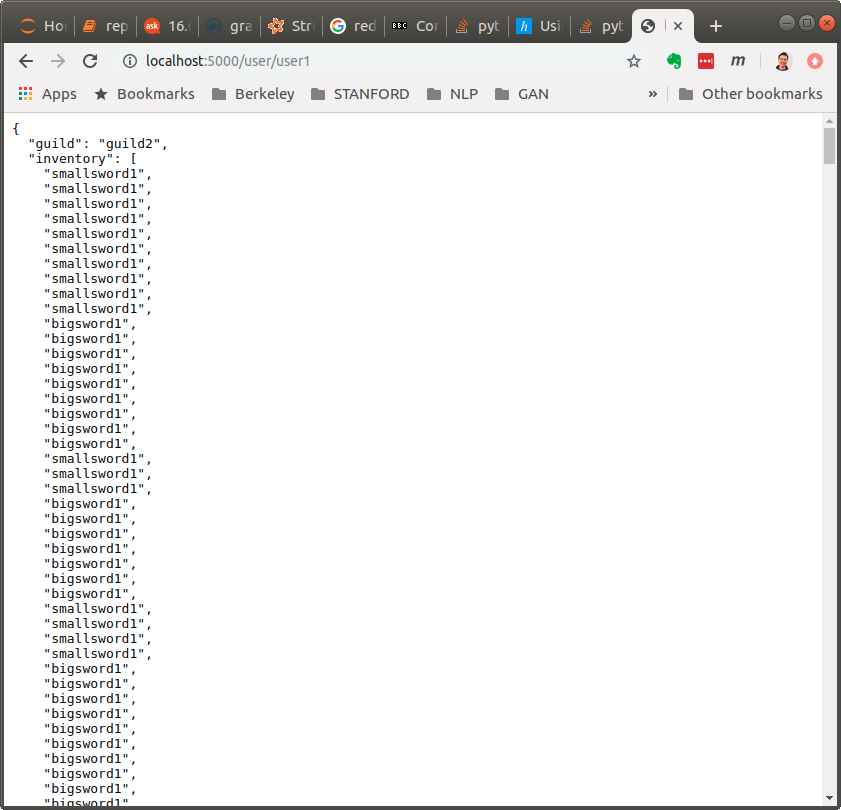 Ho rep ask 16. gra Str G red BBC Cor pyt h Usi pyt
localhost:5000/user/user1 m
Apps Bookmarks Berkeley STANFORD NLP GAN » Other bookmarks
{
"guild": "guild2",
"inventory": [
"smallsword1",
"smallsword1",
"smallsword1",
"smallsword1",
"smallsword1",
"smallsword1",
"smallsword1",
"smallsword1",
"smallsword1",
"smallsword1",
"bigsword1",
"bigsword1",
"bigsword1",
"bigsword1",
"bigsword1",
"bigsword1",
"bigsword1",
"bigsword1",
"bigsword1",
"smallsword1",
"smallsword1",
"smallsword1",
"bigsword1",
"bigsword1",
"bigsword1",
"bigsword1",
"bigsword1",
"bigsword1",
"bigsword1",
"smallsword1",
"smallsword1",
"smallsword1",
"smallsword1",
"bigsword1",
"bigsword1",
"bigsword1",
"bigsword1",
"bigsword1",
"bigsword1",
"bigsword1",
"bigsword1",
"bigsword1",
"bigsword1"